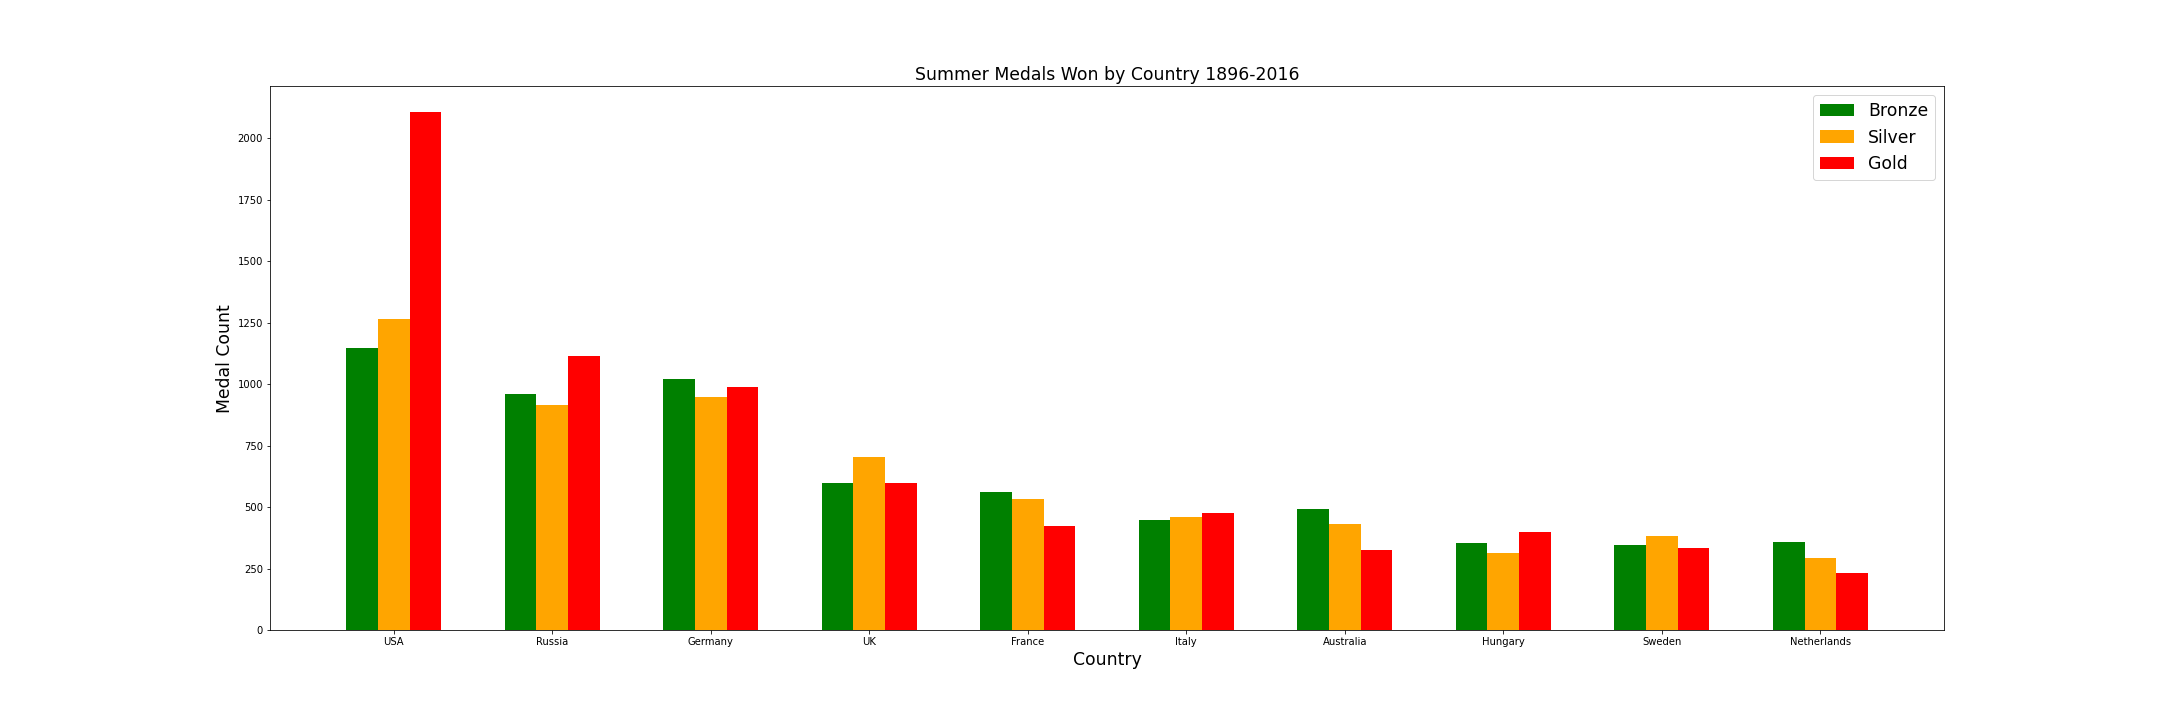 Summer Medals Won by Country 1896-2016
Bronze
Silver
Gold
Medal Count
2000
1750
1500
1250
1000
750
500
250
0
USA Russia Germany UK France Italy Australia Hungary Sweden Netherlands
Country